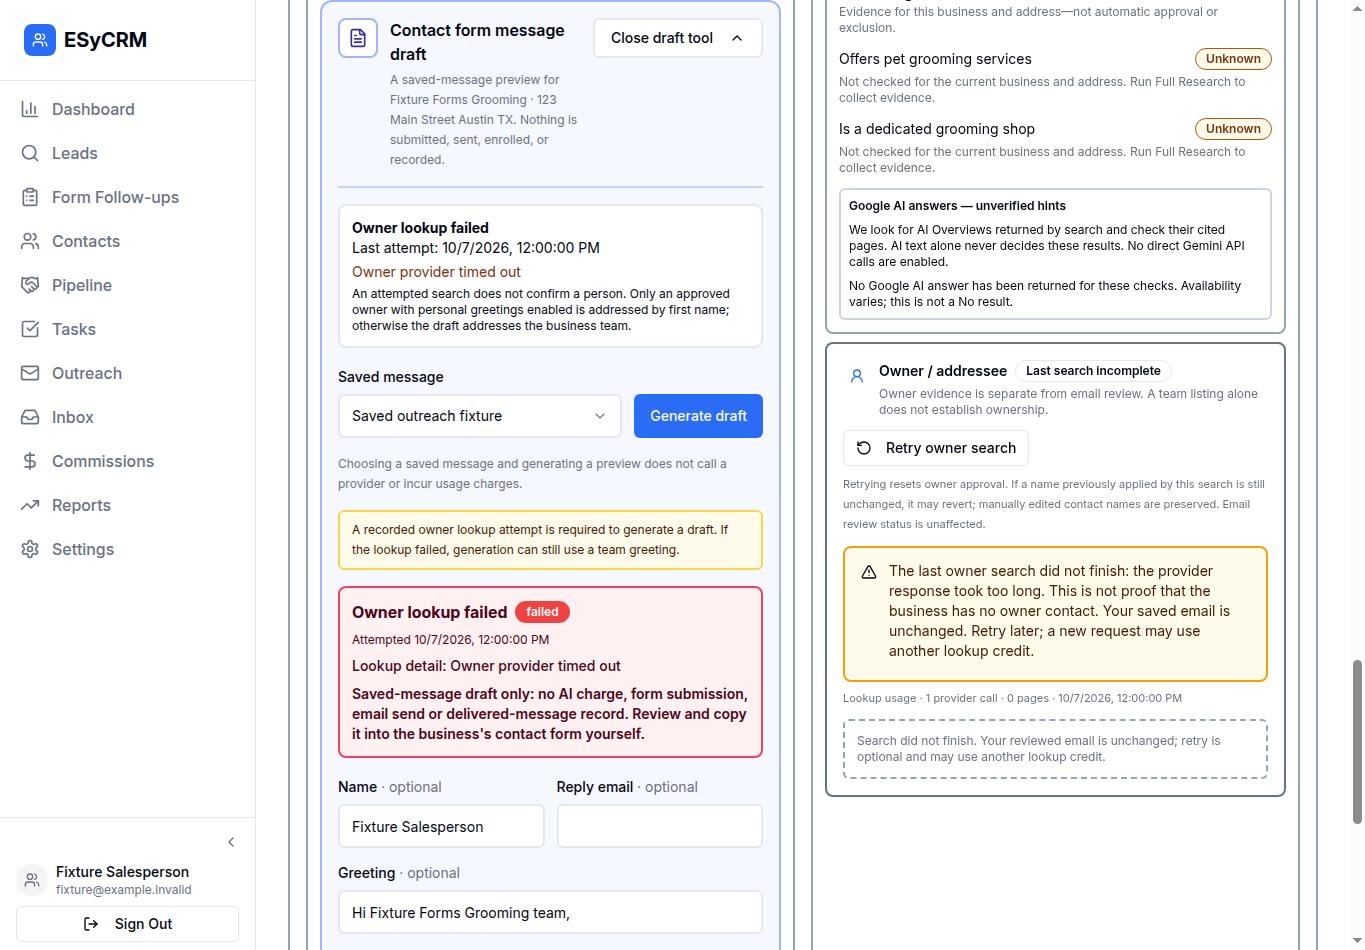 ESyCRM
Dashboard
Leads
Form Follow-ups
Contacts
Pipeline
Tasks
Outreach
Inbox
Commissions
Reports
Settings
Fixture Salesperson
fixture@example.invalid
Sign Out
Contact form message
draft
A saved-message preview for
Fixture Forms Grooming · 123
Main Street Austin TX. Nothing is
submitted, sent, enrolled, or
recorded.
Close draft tool
Owner lookup failed
Last attempt: 10/7/2026, 12:00:00 PM
Owner provider timed out
An attempted search does not confirm a person. Only an approved
owner with personal greetings enabled is addressed by first name;
otherwise the draft addresses the business team.
Saved message
Saved outreach fixture
Generate draft
Choosing a saved message and generating a preview does not call a
provider or incur usage charges.
A recorded owner lookup attempt is required to generate a draft. If
the lookup failed, generation can still use a team greeting.
Owner lookup failed failed
Attempted 10/7/2026, 12:00:00 PM
Lookup detail: Owner provider timed out
Saved-message draft only: no AI charge, form submission,
email send or delivered-message record. Review and copy
it into the business's contact form yourself.
Name · optional
Reply email · optional
Fixture Salesperson
Greeting · optional
Hi Fixture Forms Grooming team,
Evidence for this business and address—not automatic approval or
exclusion.
Offers pet grooming services Unknown
Not checked for the current business and address. Run Full Research to
collect evidence.
Is a dedicated grooming shop Unknown
Not checked for the current business and address. Run Full Research to
collect evidence.
Google AI answers — unverified hints
We look for AI Overviews returned by search and check their cited
pages. AI text alone never decides these results. No direct Gemini API
calls are enabled.
No Google AI answer has been returned for these checks. Availability
varies; this is not a No result.
Owner / addressee Last search incomplete
Owner evidence is separate from email review. A team listing alone
does not establish ownership.
Retry owner search
Retrying resets owner approval. If a name previously applied by this search is still
unchanged, it may revert; manually edited contact names are preserved. Email
review status is unaffected.
The last owner search did not finish: the provider
response took too long. This is not proof that the
business has no owner contact. Your saved email is
unchanged. Retry later; a new request may use
another lookup credit.
Lookup usage · 1 provider call · 0 pages · 10/7/2026, 12:00:00 PM
Search did not finish. Your reviewed email is unchanged; retry is
optional and may use another lookup credit.